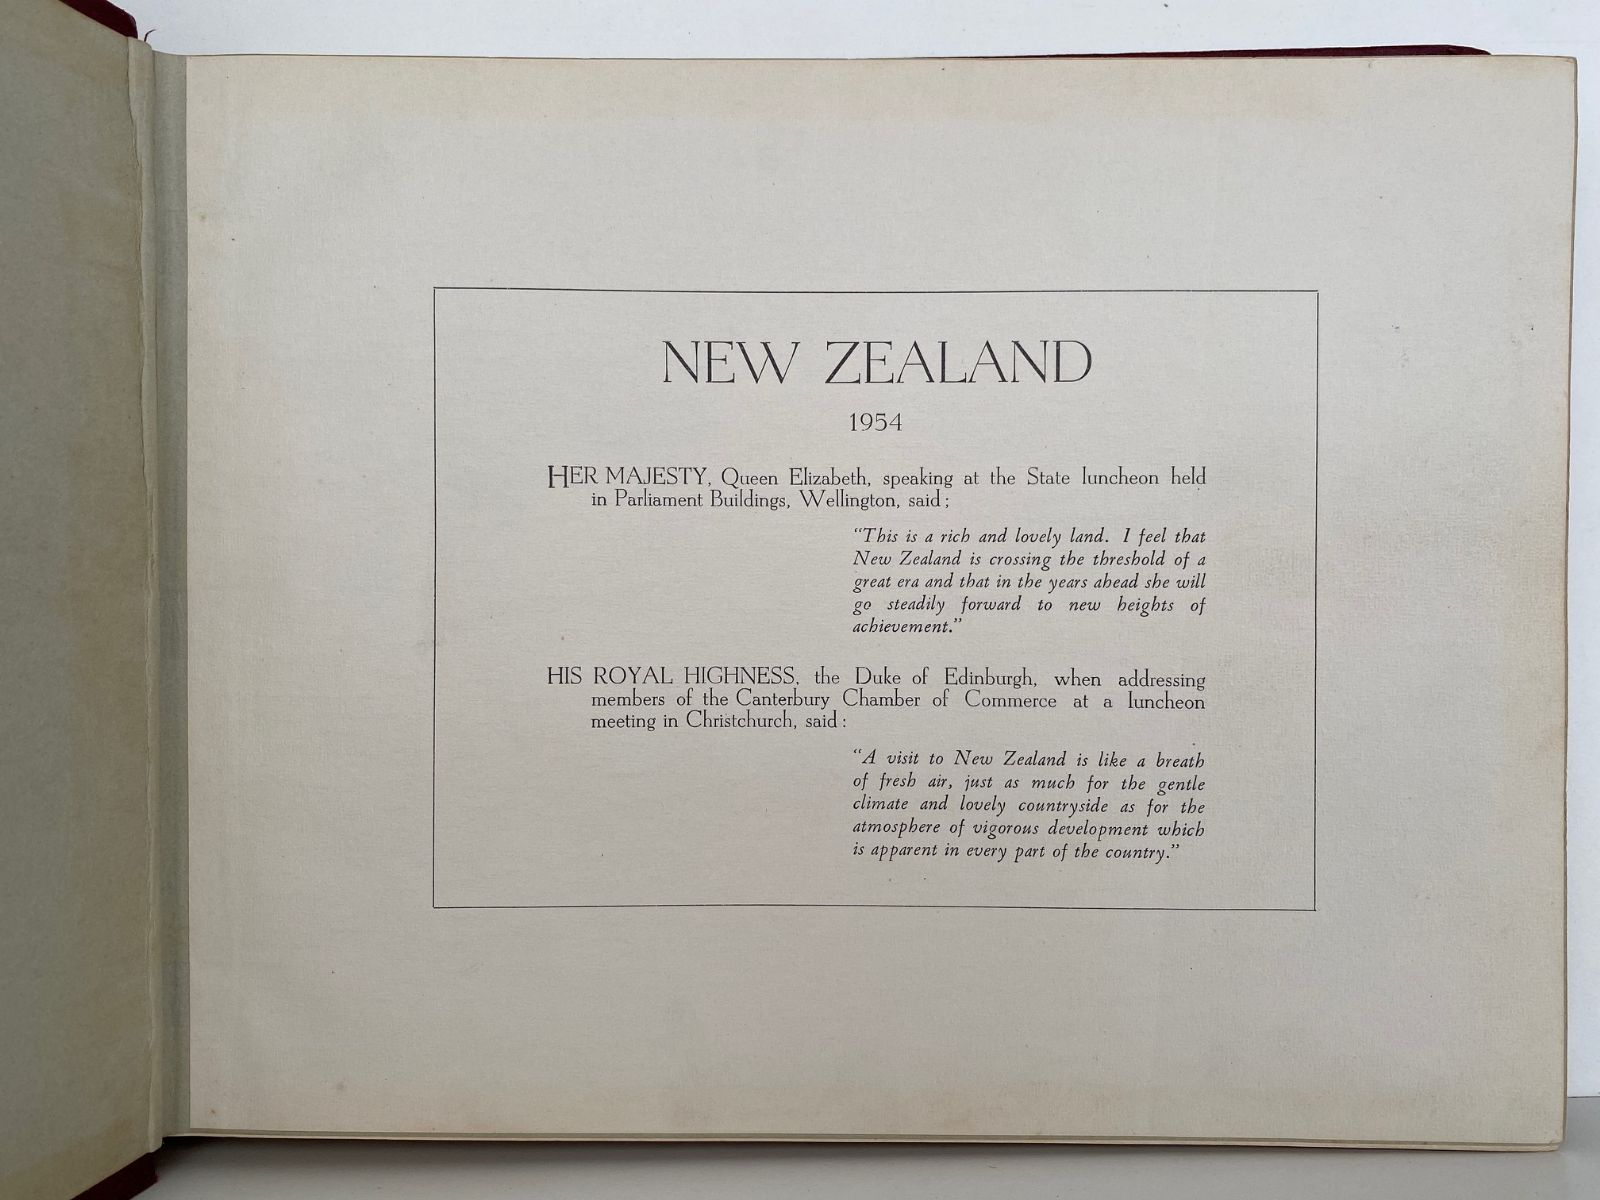 NEW ZEALAND
1954
HER MAJESTY, Queen Elizabeth, speaking at the State luncheon held
in Parliament Buildings, Wellington, said ;
“This is a rich and lovely land. I feel that
New Zealand is crossing the threshold of a
great era and that in the years ahead she will
go steadily forward to new heights of
achievement.”
HIS ROYAL HIGHNESS, the Duke of Edinburgh, when addressing
members of the Canterbury Chamber of Commerce at a luncheon
meeting in Christchurch, said :
“A visit to New Zealand is like a breath
of fresh air, just as much for the gentle
climate and lovely countryside as for the
atmosphere of vigorous development which
is apparent in every part of the country.”